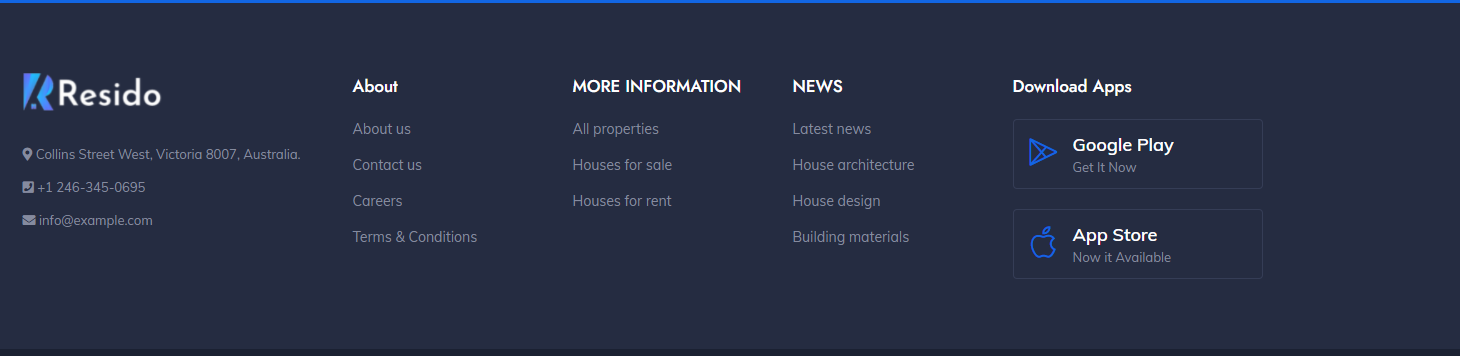 Resido
Collins Street West, Victoria 8007, Australia.
+1 246-345-0695
info@example.com
About
About us
Contact us
Careers
Terms & Conditions
MORE INFORMATION
All properties
Houses for sale
Houses for rent
NEWS
Latest news
House architecture
House design
Building materials
Download Apps
Google Play
Get It Now
App Store
Now it Available